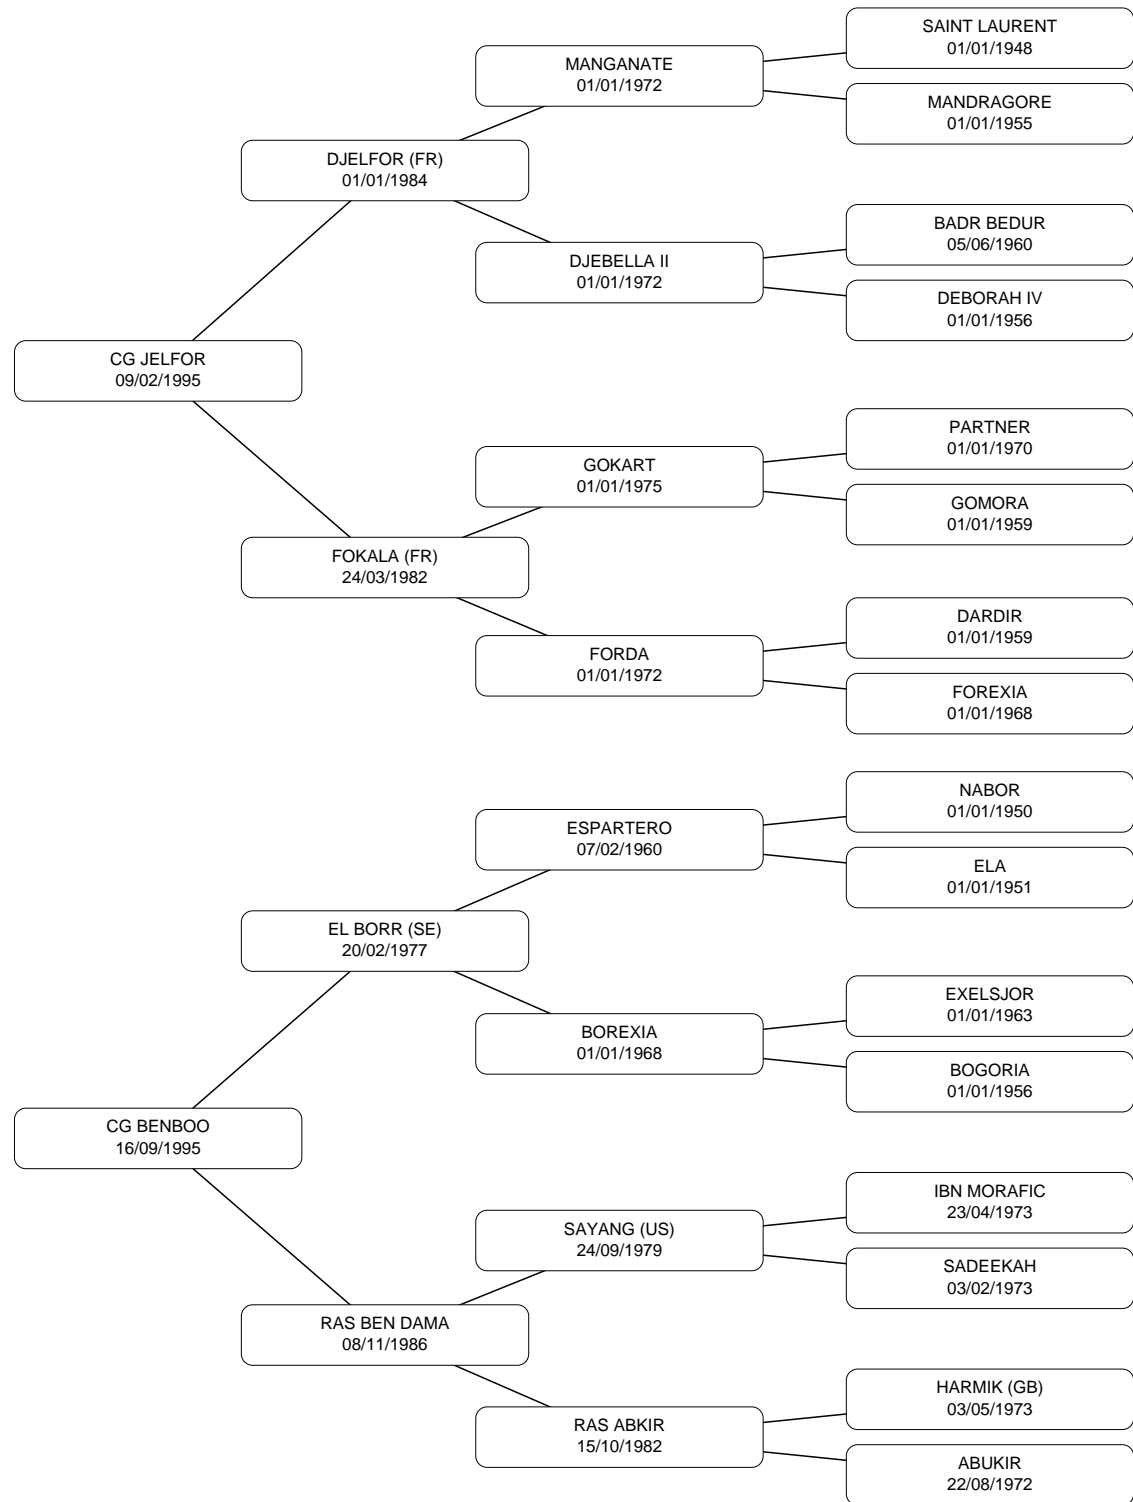 SAINT LAURENT
01/01/1948
MANGANATE
01/01/1972
MANDRAGORE
01/01/1955
DJELFOR (FR)
01/01/1984
BADR BEDUR
05/06/1960
DJEBELLA II
01/01/1972
DEBORAH IV
01/01/1956
CG JELFOR
09/02/1995
PARTNER
01/01/1970
GOKART
01/01/1975
GOMORA
01/01/1959
FOKALA (FR)
24/03/1982
DARDIR
01/01/1959
FORDA
01/01/1972
FOREXIA
01/01/1968
NABOR
01/01/1950
ESPARTERO
07/02/1960
ELA
01/01/1951
EL BORR (SE)
20/02/1977
EXELSJOR
01/01/1963
BOREXIA
01/01/1968
BOGORIA
01/01/1956
CG BENBOO
16/09/1995
IBN MORAFIC
23/04/1973
SAYANG (US)
24/09/1979
SADEEKAH
03/02/1973
RAS BEN DAMA
08/11/1986
HARMIK (GB)
03/05/1973
RAS ABKIR
15/10/1982
ABUKIR
22/08/1972